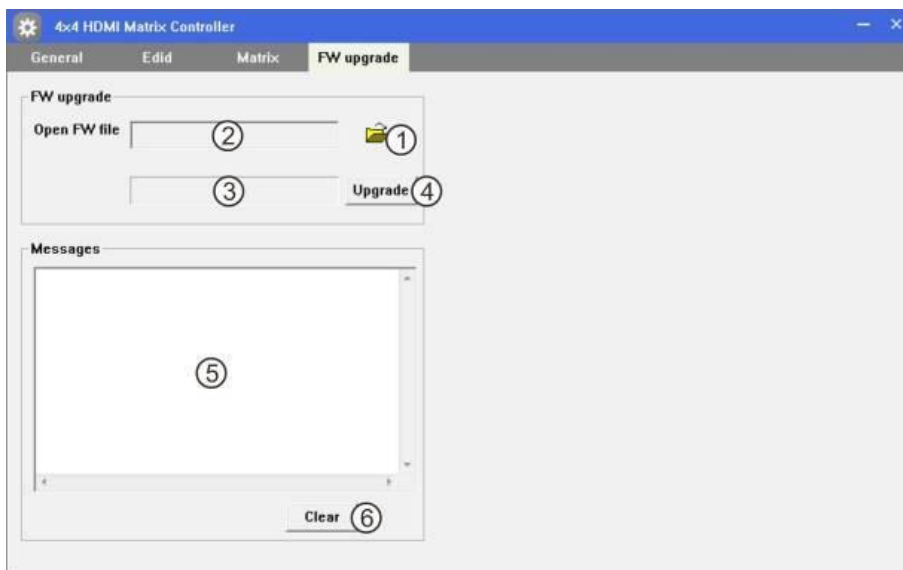 4x4 HDMI Matrix Controller
General Edid Matrix FW upgrade
FW upgrade
Open FW file ② ①
③ Upgrade ④
Messages
⑤
Clear ⑥